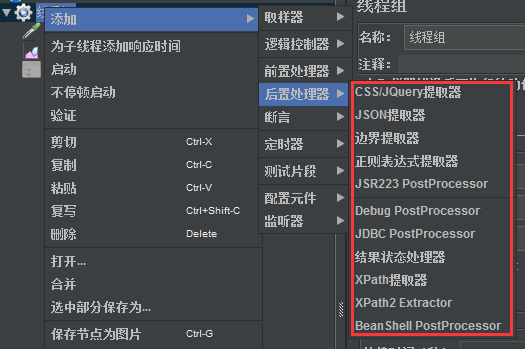 线程组
添加
为子线程添加响应时间
启动
不停顿启动
验证
剪切 Ctrl-X
复制 Ctrl-C
粘贴 Ctrl-V
复写 Ctrl+Shift-C
删除 Delete
打开...
合并
选中部分保存为...
保存节点为图片 Ctrl-G
取样器
逻辑控制器
前置处理器
后置处理器
断言
定时器
测试片段
配置元件
监听器
线程组
名称： 线程组
注释：
CSS/JQuery提取器
JSON提取器
边界提取器
正则表达式提取器
JSR223 PostProcessor
Debug PostProcessor
JDBC PostProcessor
结果状态处理器
XPath提取器
XPath2 Extractor
BeanShell PostProcessor